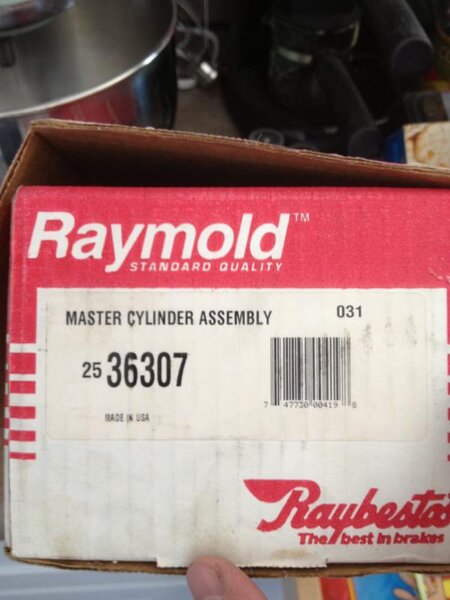 Raymold™
STANDARD QUALITY
MASTER CYLINDER ASSEMBLY 031
25 36307
7 47730 00419 8
MADE IN USA
Raybestos
The best in brakes